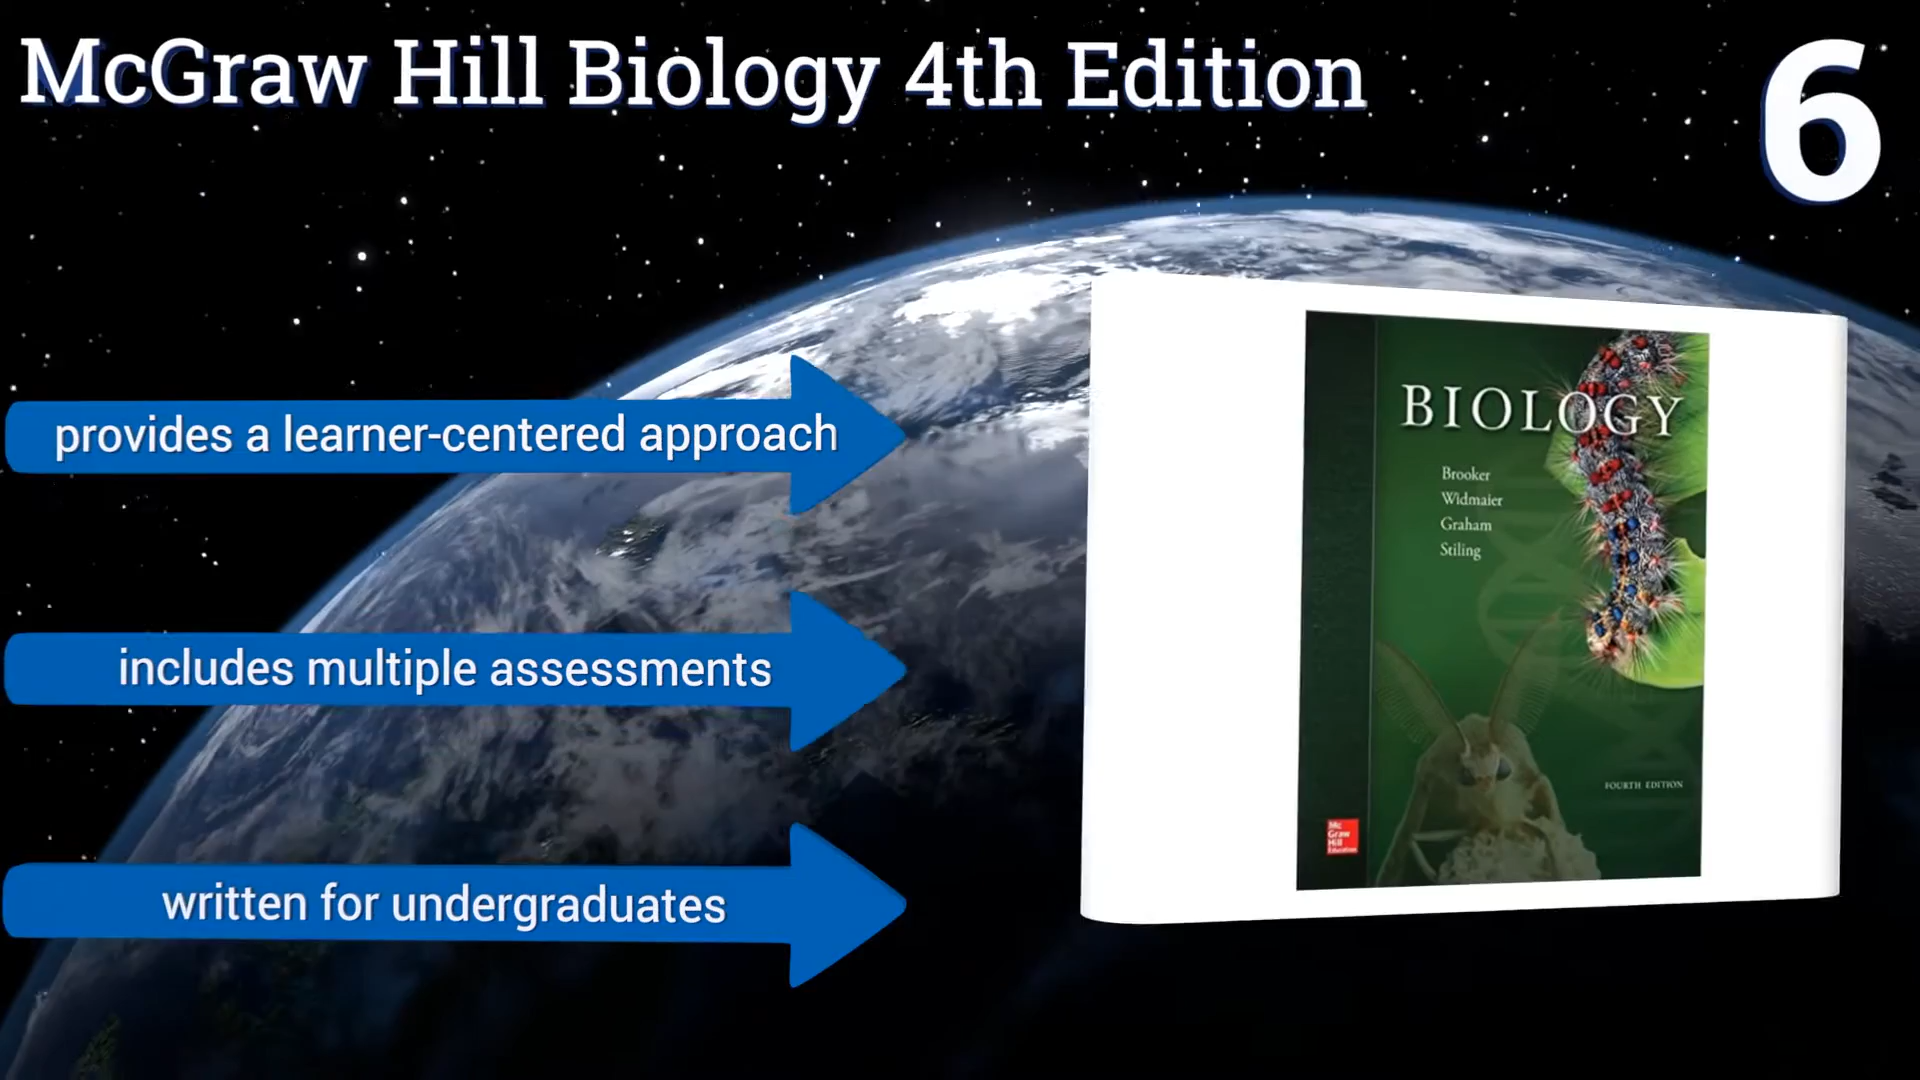 McGraw Hill Biology 4th Edition
6
provides a learner-centered approach
includes multiple assessments
written for undergraduates
BIOLOGY
Brooker
Widmaier
Graham
Stiling
FOURTH EDITION
Mc
Graw
Hill
Education